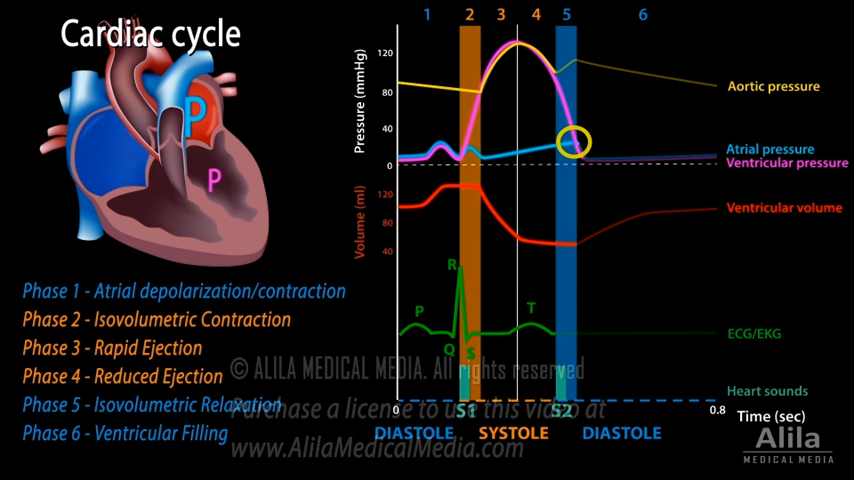 Cardiac cycle
1 2 3 4 5 6
P
P
Pressure (mmHg)
120
80
40
0
Aortic pressure
Atrial pressure
Ventricular pressure
Volume (ml)
120
80
40
Ventricular volume
R
P
T
Q
S
ECG/EKG
Phase 1 - Atrial depolarization/contraction
Phase 2 - Isovolumetric Contraction
Phase 3 - Rapid Ejection
Phase 4 - Reduced Ejection
Phase 5 - Isovolumetric Relaxation
Phase 6 - Ventricular Filling
Heart sounds
0 S1 S2 0.8
Time (sec)
DIASTOLE SYSTOLE DIASTOLE
© ALILA MEDICAL MEDIA. All rights reserved
Purchase a license to use this video at
www.AlilaMedicalMedia.com
Alila
MEDICAL MEDIA